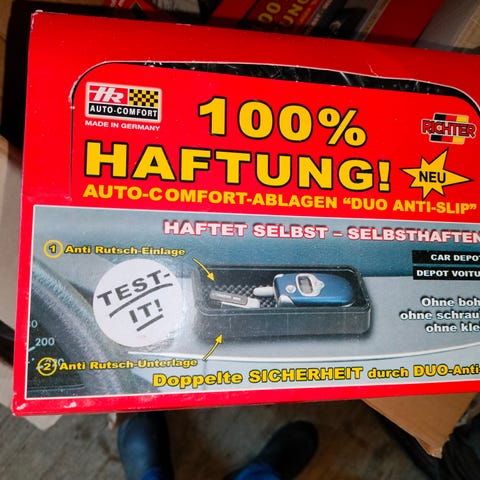 HR
AUTO-COMFORT
MADE IN GERMANY
100%
HAFTUNG!
RICHTER
NEU
AUTO-COMFORT-ABLAGEN "DUO ANTI-SLIP"
HAFTET SELBST – SELBSTHAFTEN
1 Anti Rutsch-Einlage
CAR DEPOT
DEPOT VOITU
TEST-
IT!
Ohne boh
ohne schrau
ohne kle
200
2 Anti Rutsch-Unterlage
Doppelte SICHERHEIT durch DUO-Anti-